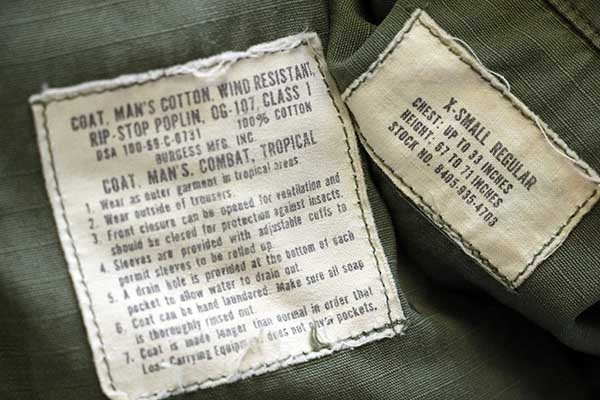 COAT, MAN'S COTTON, WIND RESISTANT,
RIP-STOP POPLIN, OG-107, CLASS 1
DSA 100-69-C-0731 100% COTTON
BURGESS MFG. INC.
COAT, MAN'S, COMBAT, TROPICAL
1. Wear as outer garment in tropical areas
2. Wear outside of trousers.
3. Front closure can be opened for ventilation and
should be closed for protection against insects.
4. Sleeves are provided with adjustable cuffs to
permit sleeves to be rolled up.
5. A drain hole is provided at the bottom of each
pocket to allow water to drain out.
6. Coat can be hand laundered. Make sure all soap
is thoroughly rinsed out.
7. Coat is made longer than normal in order that
Load Carrying Equipment does not pockets.
X-SMALL REGULAR
CHEST: UP TO 33 INCHES
HEIGHT: 67 TO 71 INCHES
STOCK NO. 8405-935-4703